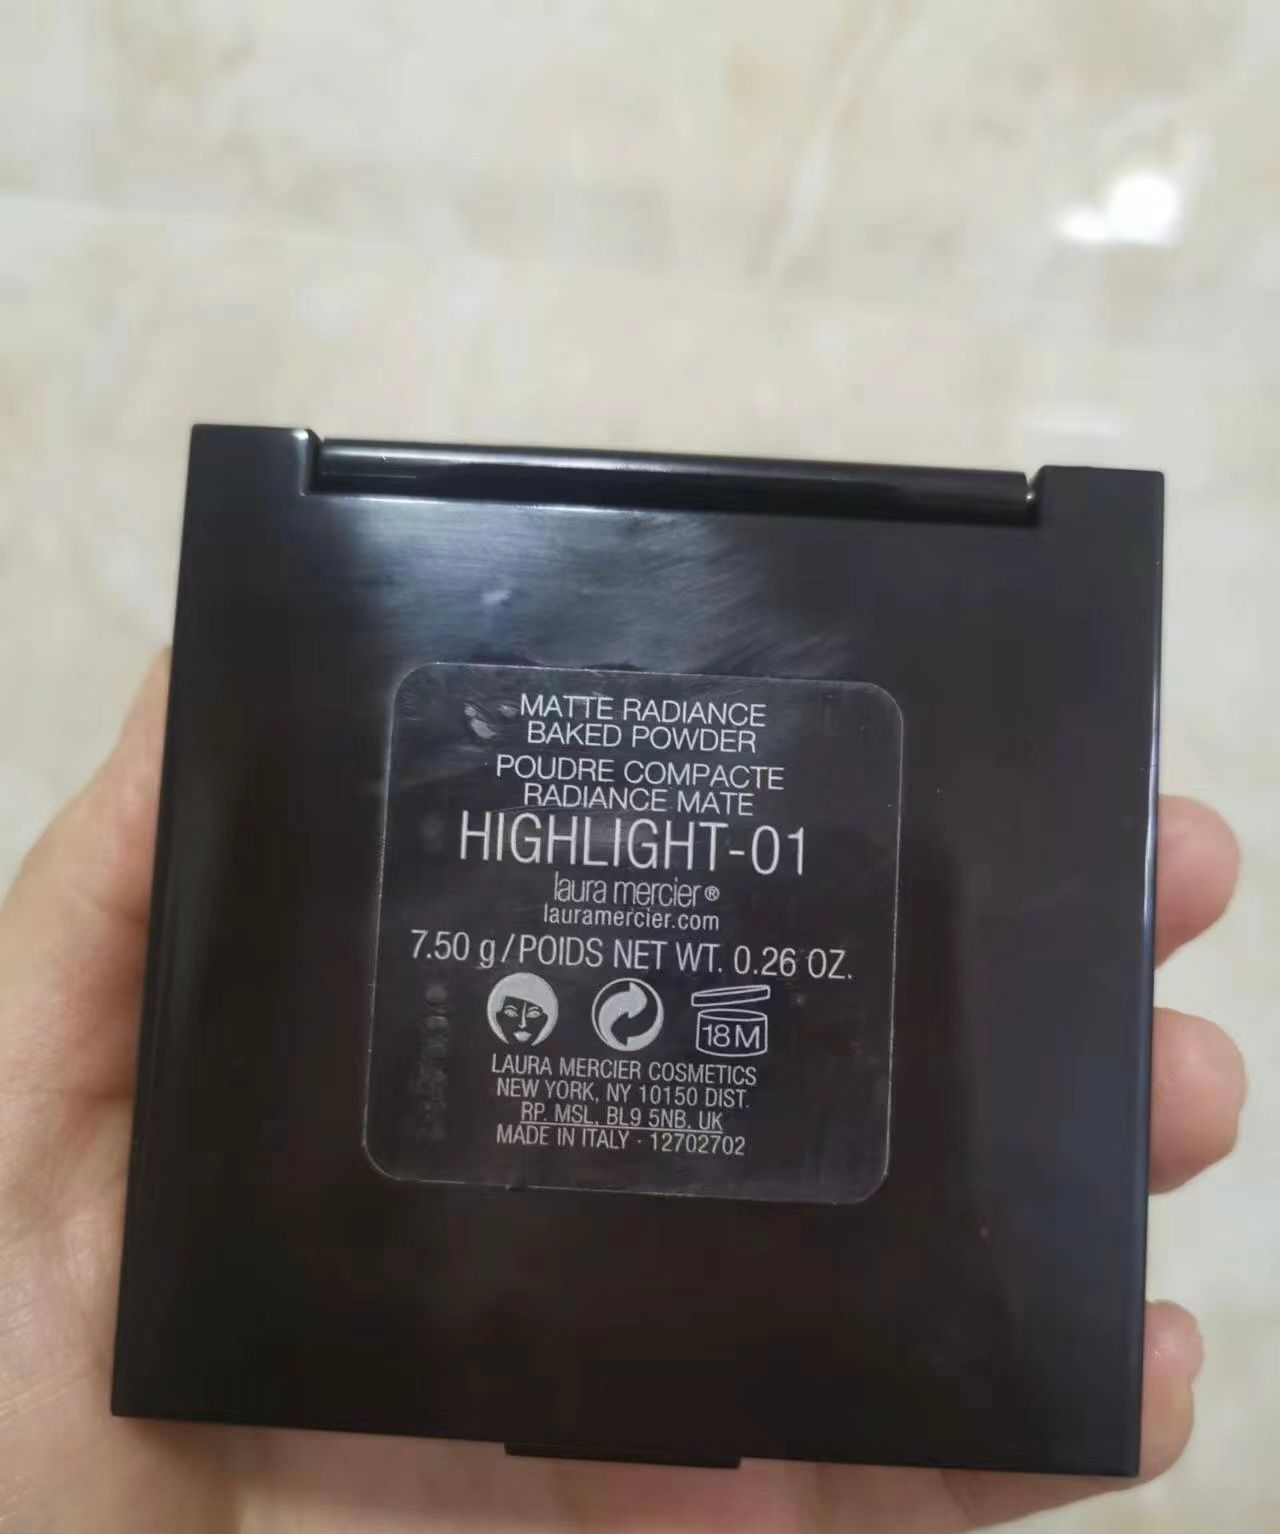 MATTE RADIANCE
BAKED POWDER
POUDRE COMPACTE
RADIANCE MATE
HIGHLIGHT-01
laura mercier®
lauramercier.com
7.50 g/POIDS NET WT. 0.26 OZ.
18M
LAURA MERCIER COSMETICS
NEW YORK, NY 10150 DIST.
RP. MSL, BL9 5NB, UK
MADE IN ITALY · 12702702